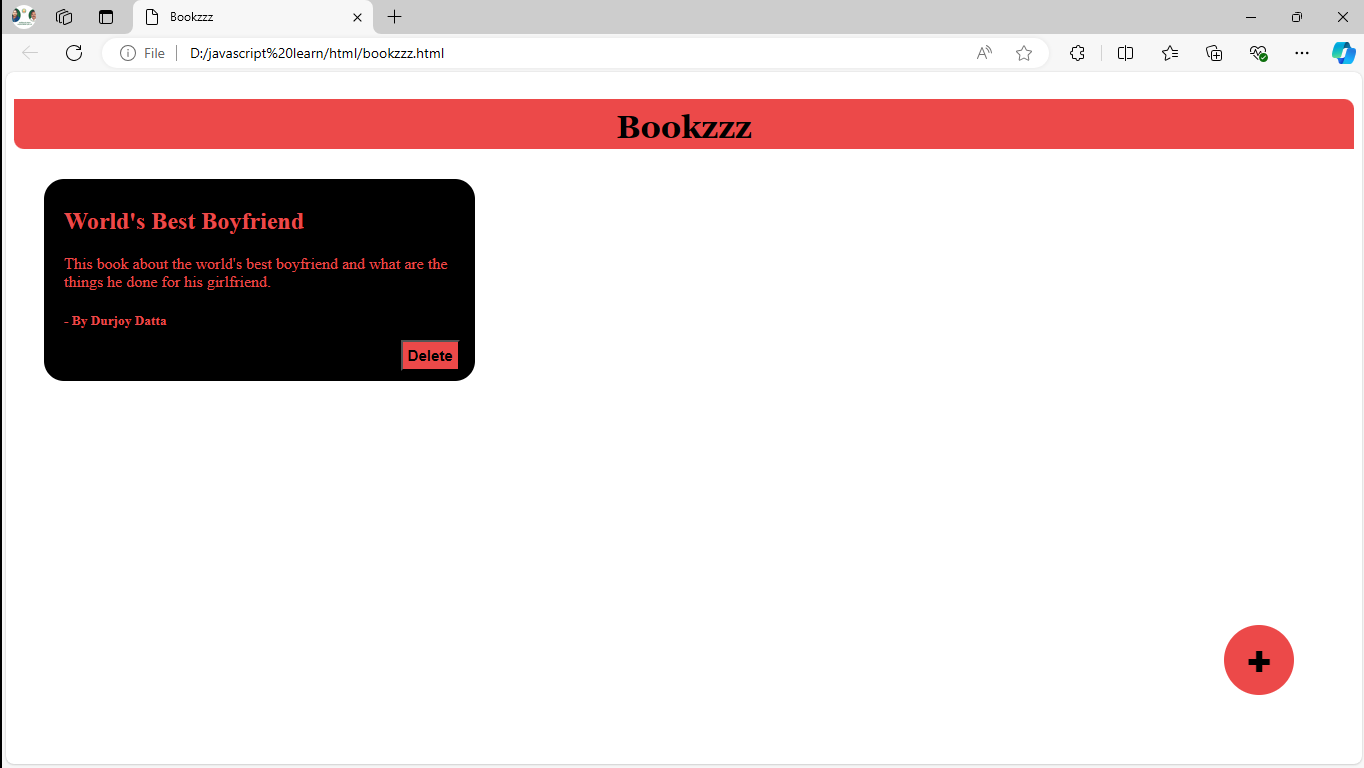 Bookzzz
File
D:/javascript%20learn/html/bookzzz.html
Bookzzz
World's Best Boyfriend
This book about the world's best boyfriend and what are the
things he done for his girlfriend.
- By Durjoy Datta
Delete
+